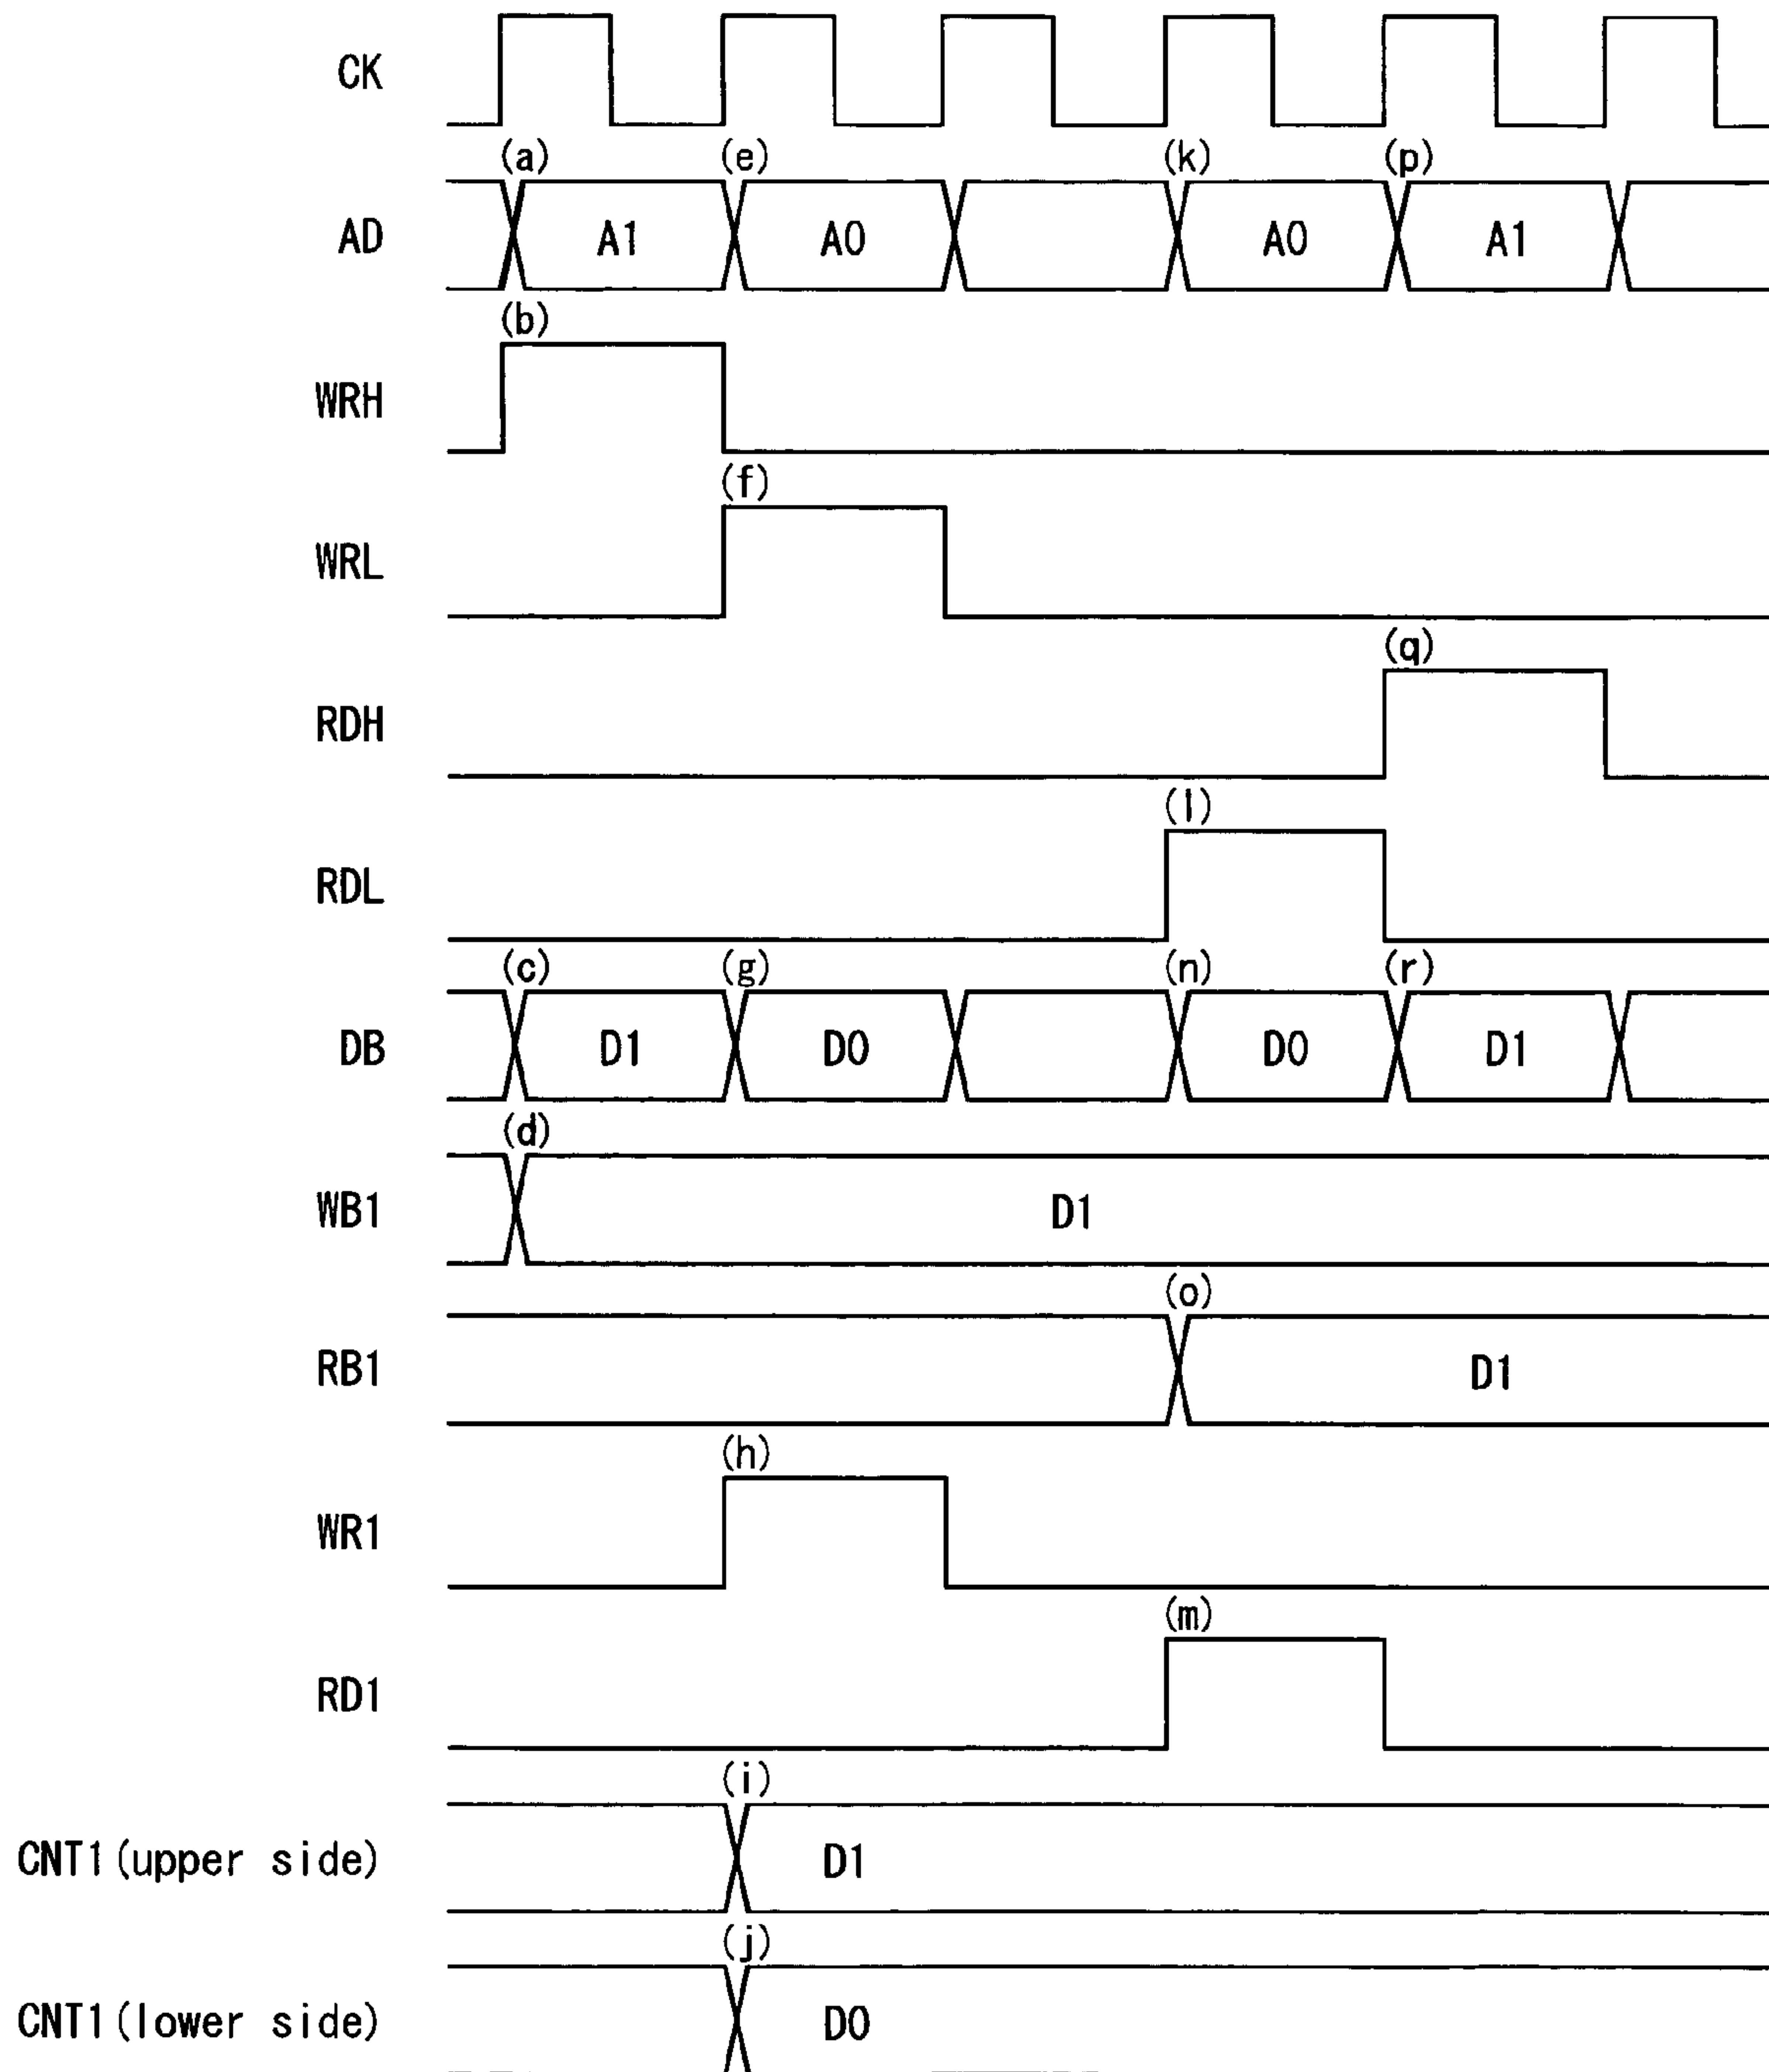 CK
(a) (e) (k) (p)
AD A1 A0 A0 A1
(b)
WRH
(f)
WRL
(q)
RDH
(l)
RDL
(c) (g) (n) (r)
DB D1 D0 D0 D1
(d)
WB1 D1
(o)
RB1 D1
(h)
WR1
(m)
RD1
(i)
CNT1(upper side) D1
(j)
CNT1(lower side) D0